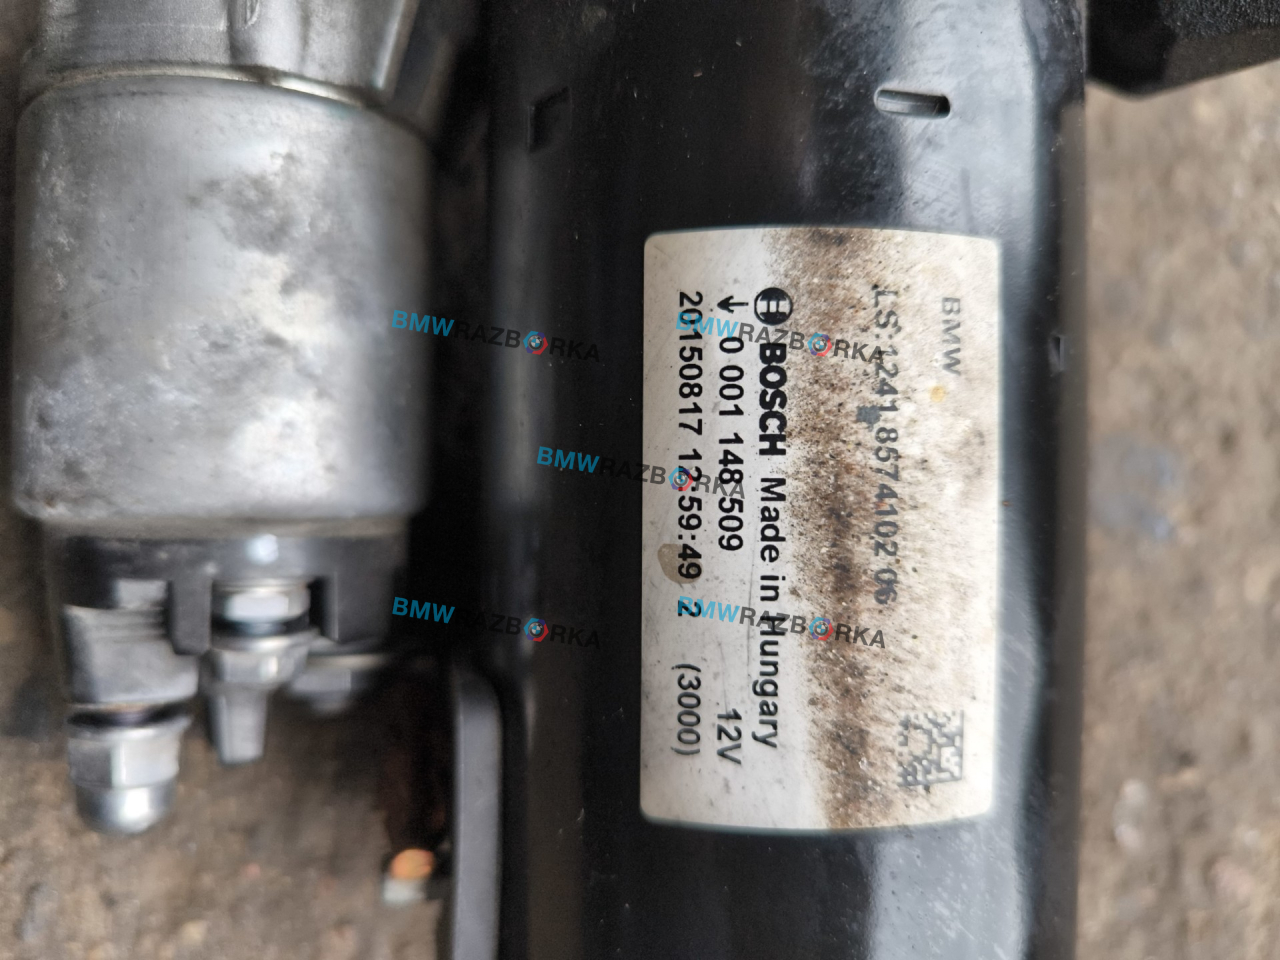 BMW
LS:1241 8574102 06
BOSCH Made in Hungary
0 001 148 509 12V
20150817 12:59:49 2 (3000)
BMWRAZBORKA
BMWRAZBORKA
BMWRAZBORKA
BMWRAZBORKA
BMWRAZBORKA